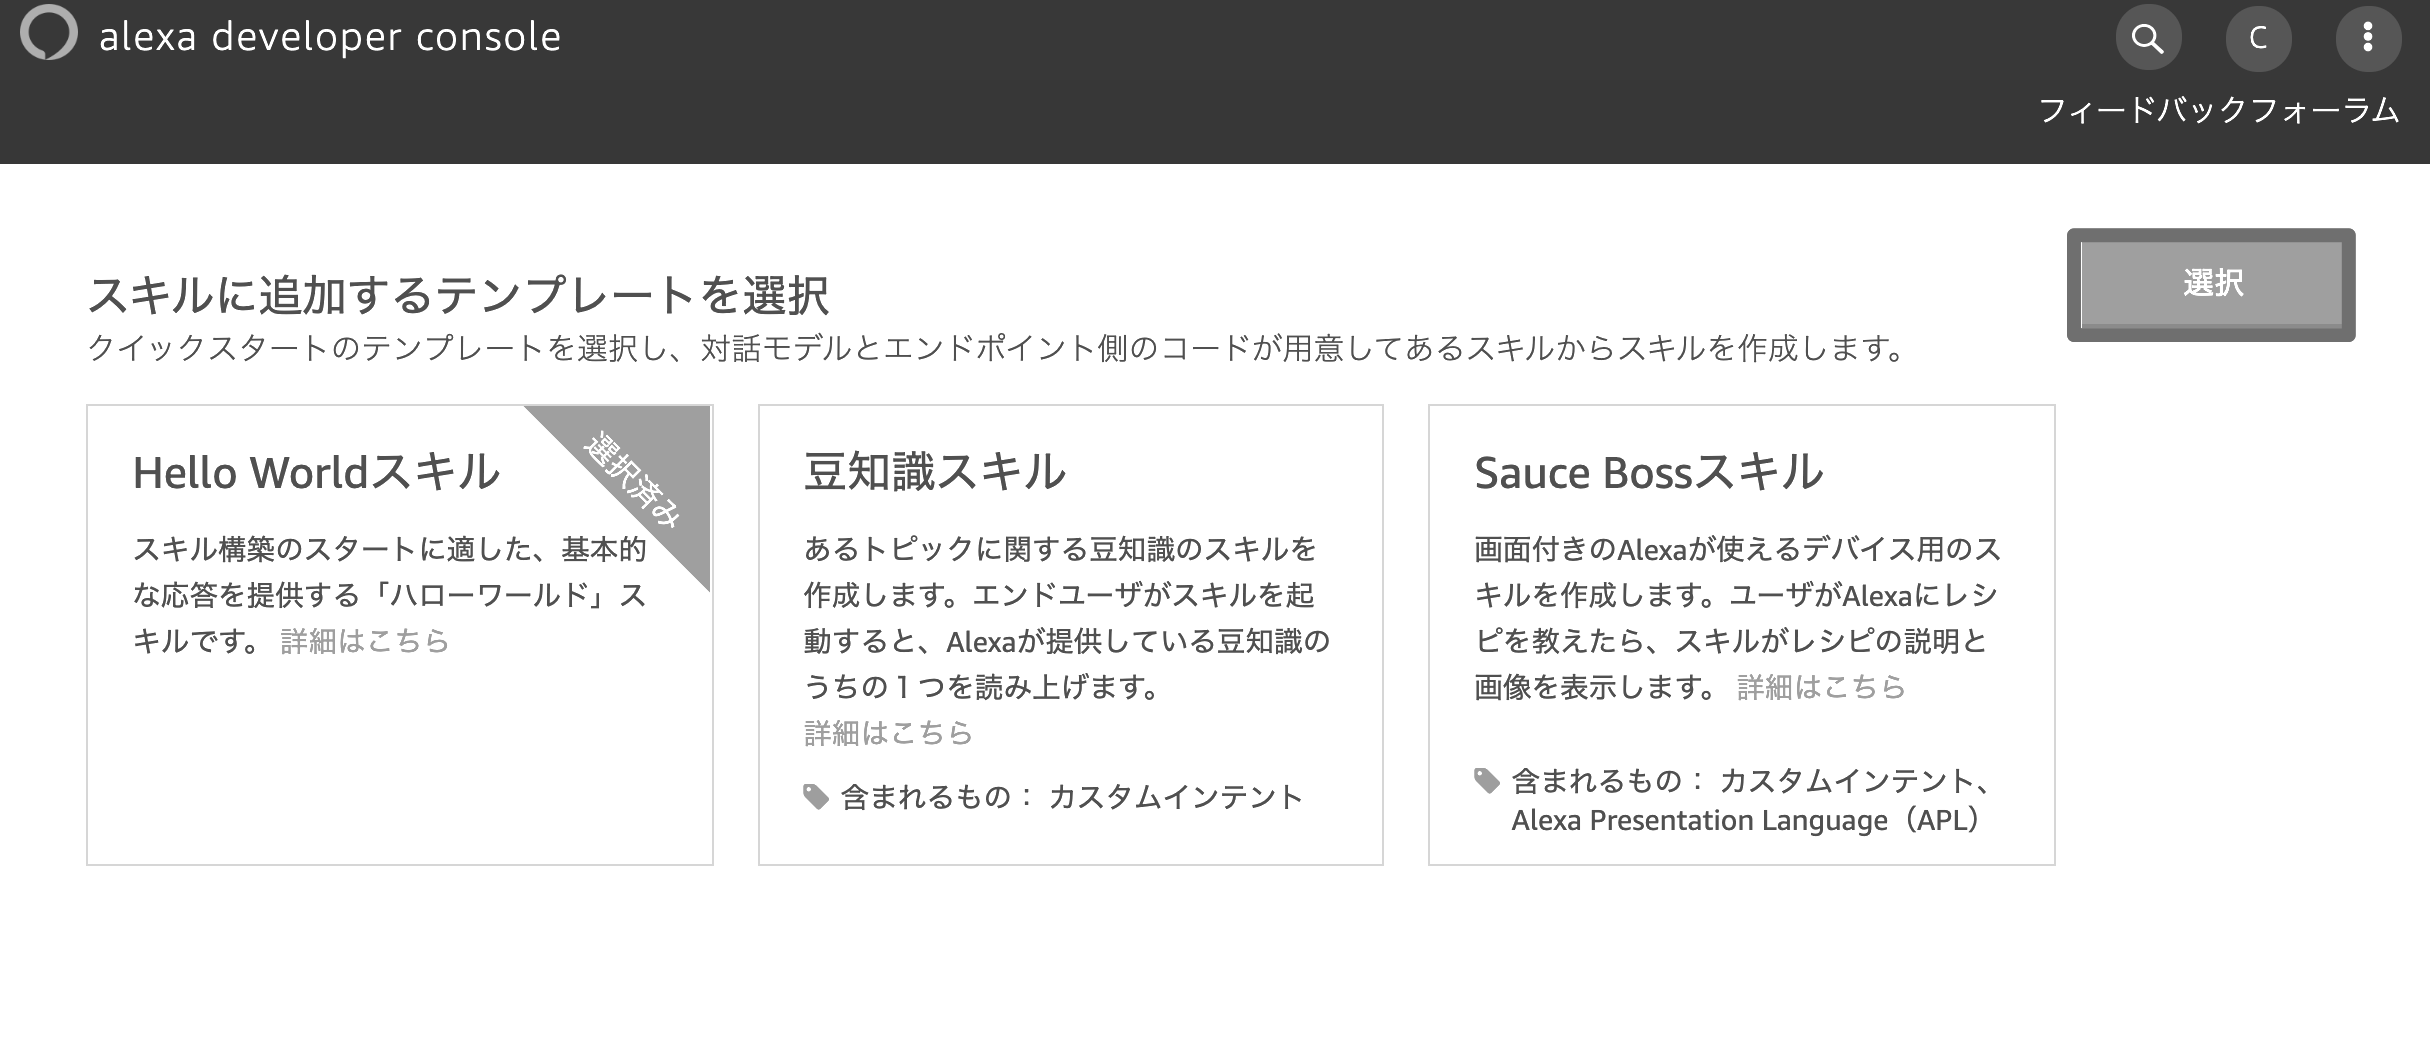 alexa developer console
C
フィードバックフォーラム
スキルに追加するテンプレートを選択
選択
クイックスタートのテンプレートを選択し、対話モデルとエンドポイント側のコードが用意してあるスキルからスキルを作成します。
Hello Worldスキル
選択済み
スキル構築のスタートに適した、基本的
な応答を提供する「ハローワールド」ス
キルです。 詳細はこちら
豆知識スキル
あるトピックに関する豆知識のスキルを
作成します。エンドユーザがスキルを起
動すると、Alexaが提供している豆知識の
うちの１つを読み上げます。
詳細はこちら
含まれるもの： カスタムインテント
Sauce Bossスキル
画面付きのAlexaが使えるデバイス用のス
キルを作成します。ユーザがAlexaにレシ
ピを教えたら、スキルがレシピの説明と
画像を表示します。 詳細はこちら
含まれるもの： カスタムインテント、
Alexa Presentation Language（APL）